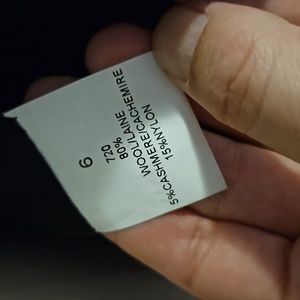 6
720
80%
WOOL/LAINE
5%CASHMERE/CACHEMIRE
15%NYLON